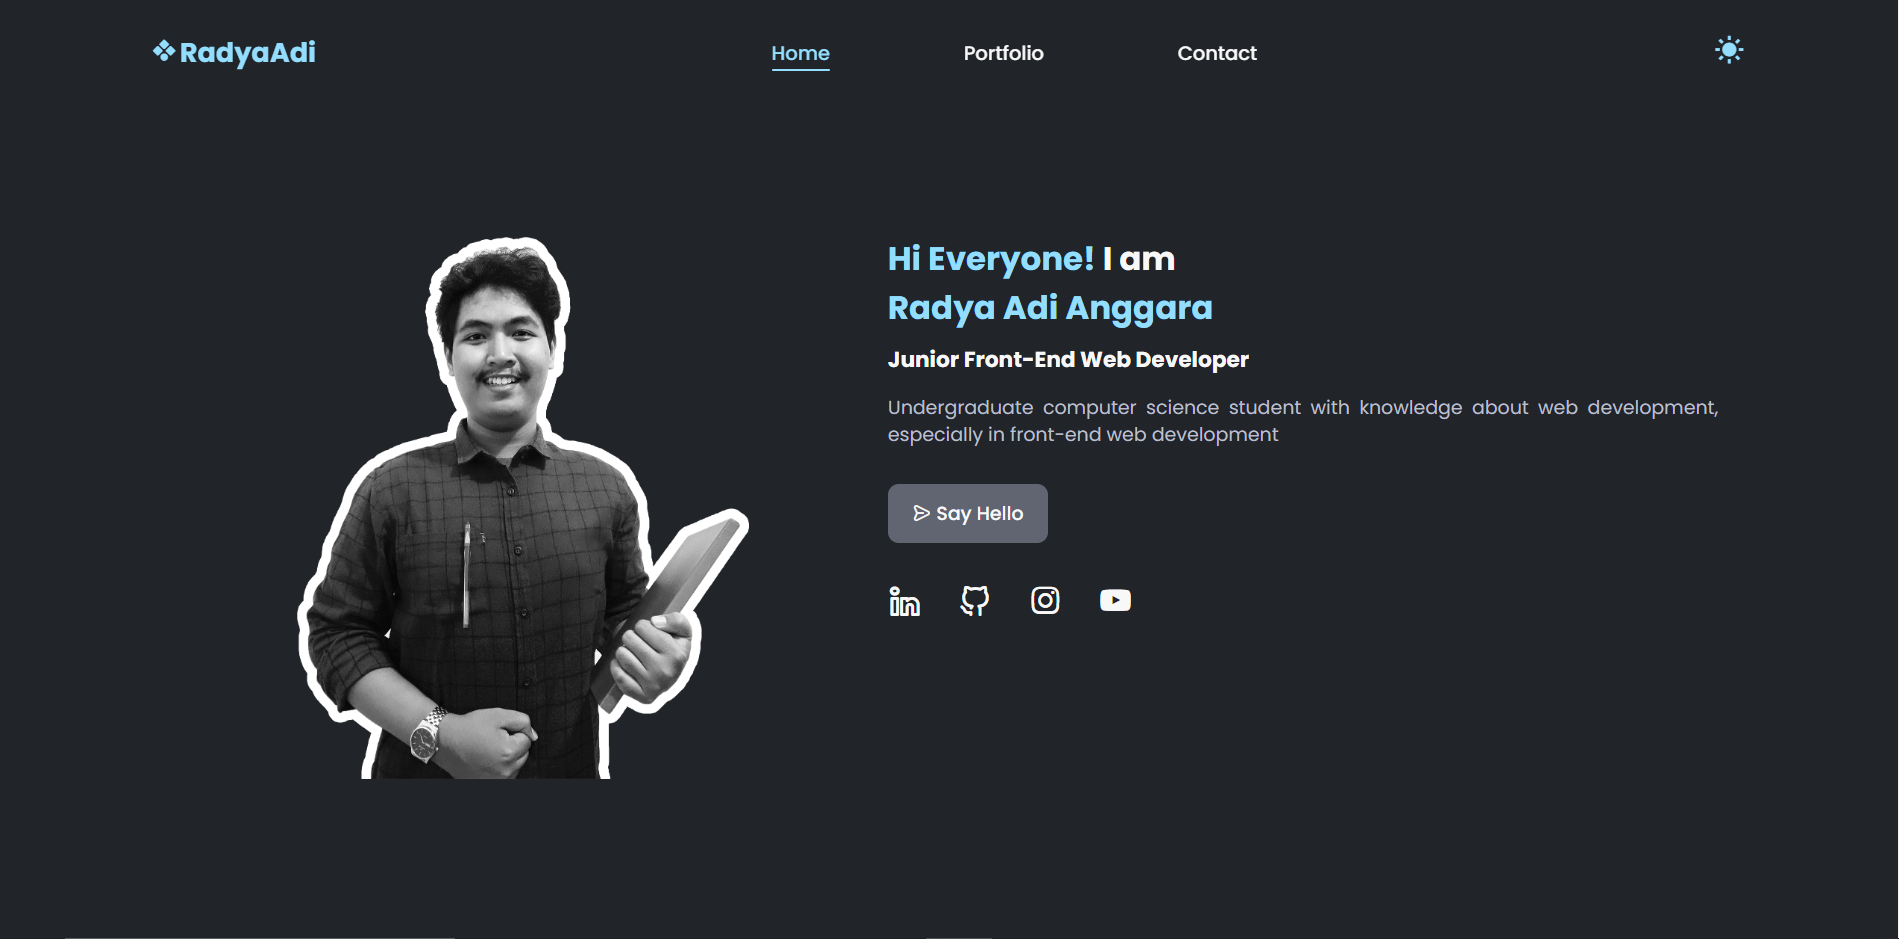 RadyaAdi
Home
Portfolio
Contact
Hi Everyone! I am
Radya Adi Anggara
Junior Front-End Web Developer
Undergraduate computer science student with knowledge about web development,
especially in front-end web development
Say Hello